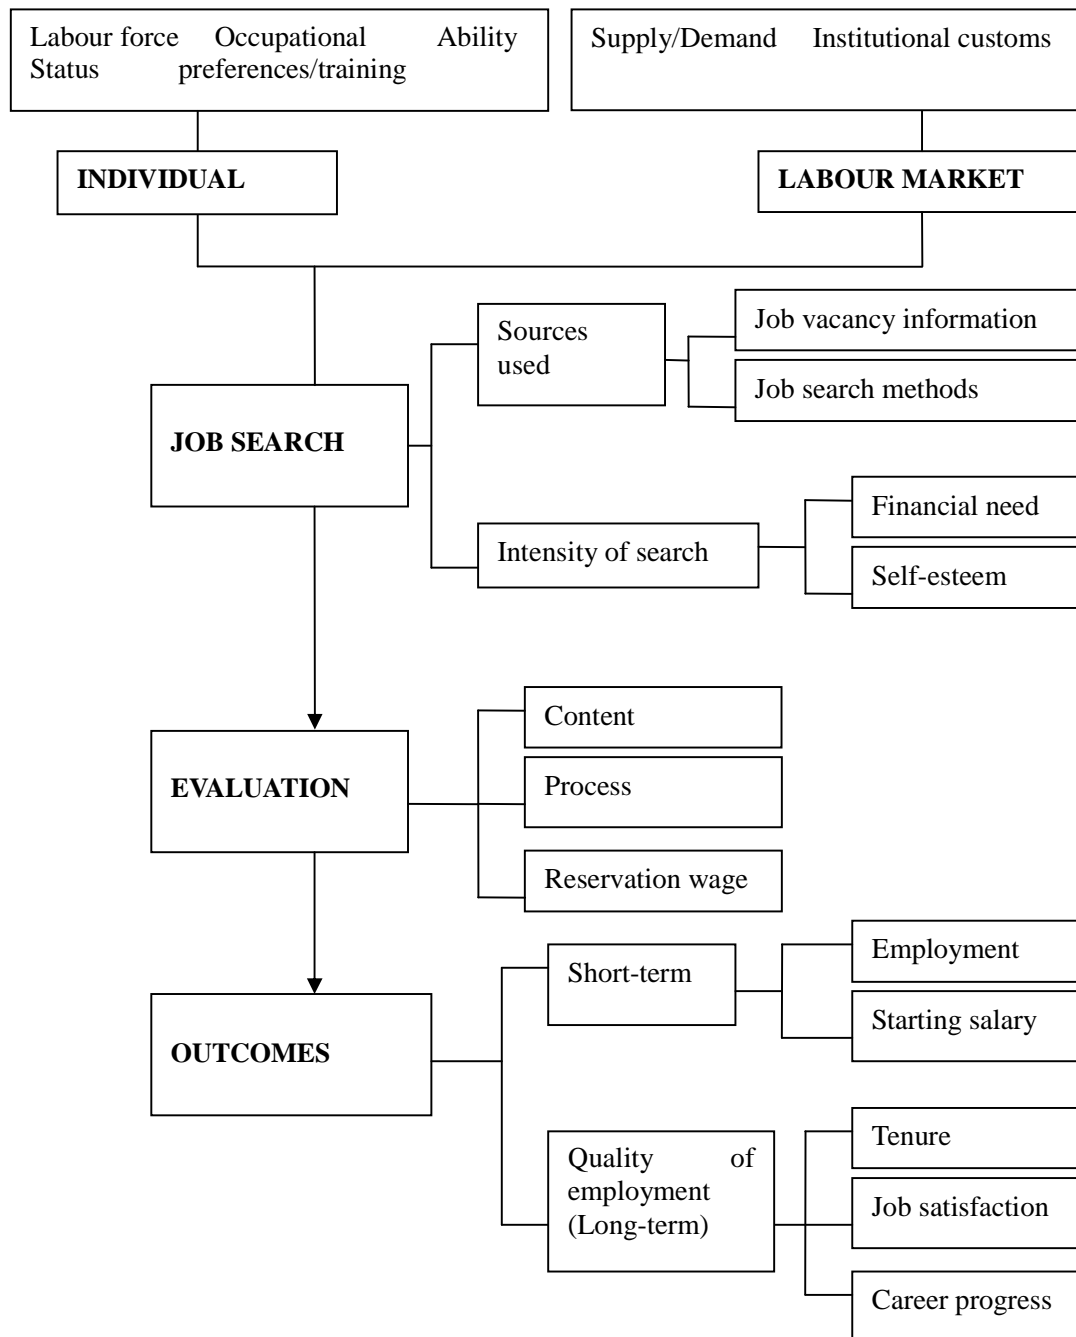 Labour force Occupational Ability
Status preferences/training
Supply/Demand Institutional customs
INDIVIDUAL
LABOUR MARKET
Sources
used
Job vacancy information
Job search methods
JOB SEARCH
Intensity of search
Financial need
Self-esteem
EVALUATION
Content
Process
Reservation wage
OUTCOMES
Short-term
Employment
Starting salary
Quality of
employment
(Long-term)
Tenure
Job satisfaction
Career progress